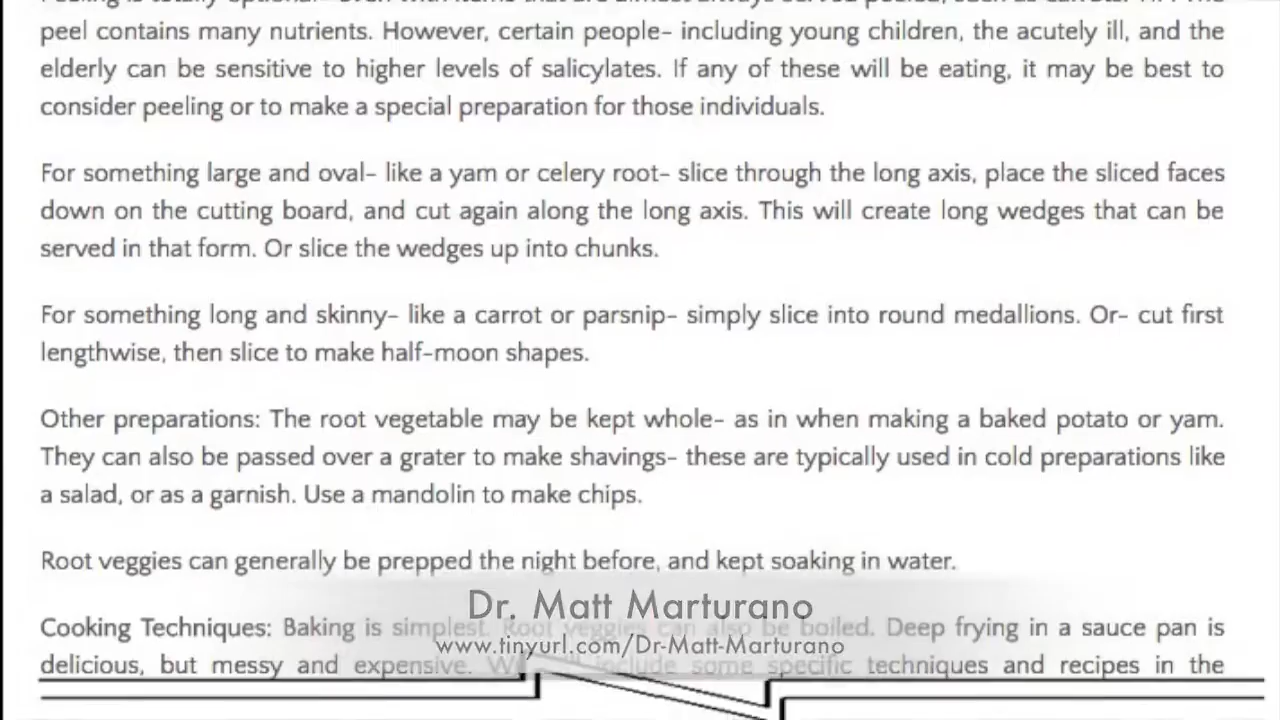 peel contains many nutrients. However, certain people- including young children, the acutely ill, and the
elderly can be sensitive to higher levels of salicylates. If any of these will be eating, it may be best to
consider peeling or to make a special preparation for those individuals.
For something large and oval- like a yam or celery root- slice through the long axis, place the sliced faces
down on the cutting board, and cut again along the long axis. This will create long wedges that can be
served in that form. Or slice the wedges up into chunks.
For something long and skinny- like a carrot or parsnip- simply slice into round medallions. Or- cut first
lengthwise, then slice to make half-moon shapes.
Other preparations: The root vegetable may be kept whole- as in when making a baked potato or yam.
They can also be passed over a grater to make shavings- these are typically used in cold preparations like
a salad, or as a garnish. Use a mandolin to make chips.
Root veggies can generally be prepped the night before, and kept soaking in water.
Dr. Matt Marturano
Cooking Techniques: Baking is simplest. Root veggies can also be boiled. Deep frying in a sauce pan is
www.tinyurl.com/Dr-Matt-Marturano
delicious, but messy and expensive. include some specific techniques and recipes in the